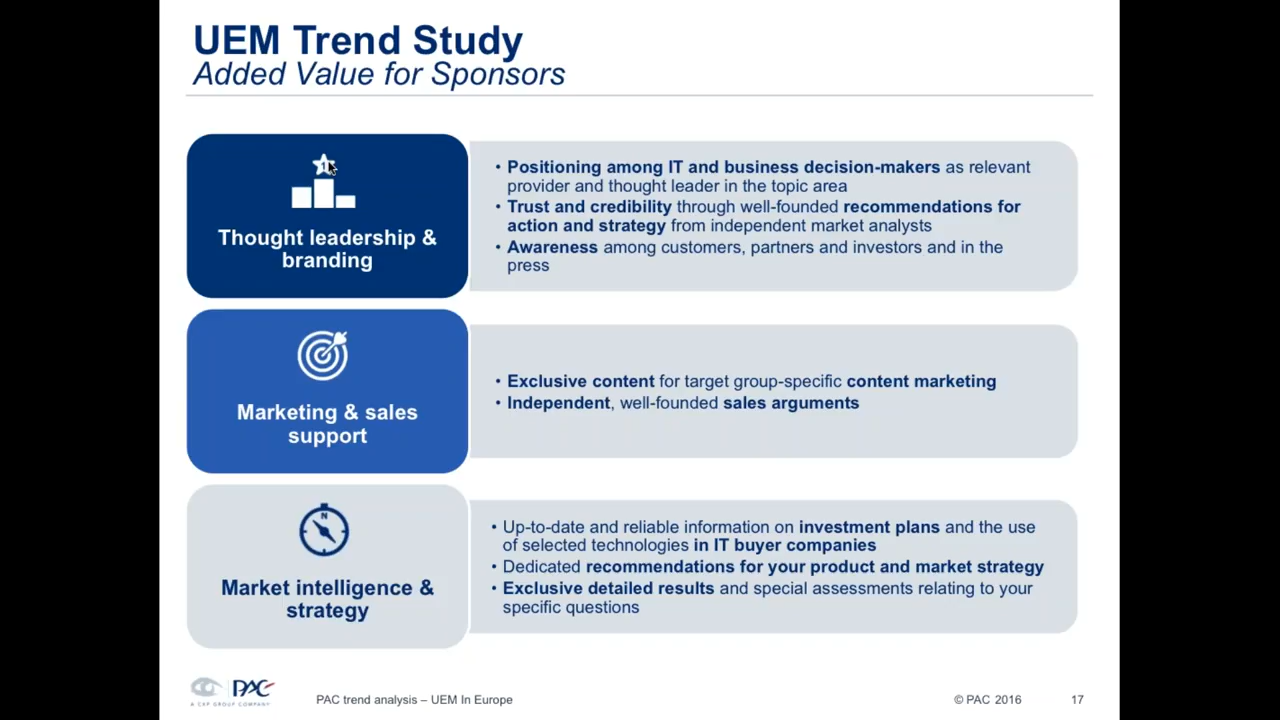 UEM Trend Study
Added Value for Sponsors
Thought leadership &
branding
• Positioning among IT and business decision-makers as relevant
provider and thought leader in the topic area
• Trust and credibility through well-founded recommendations for
action and strategy from independent market analysts
• Awareness among customers, partners and investors and in the
press
Marketing & sales
support
• Exclusive content for target group-specific content marketing
• Independent, well-founded sales arguments
N
Market intelligence &
strategy
• Up-to-date and reliable information on investment plans and the use
of selected technologies in IT buyer companies
• Dedicated recommendations for your product and market strategy
• Exclusive detailed results and special assessments relating to your
specific questions
PAC
A CXP GROUP COMPANY
PAC trend analysis – UEM In Europe
© PAC 2016
17